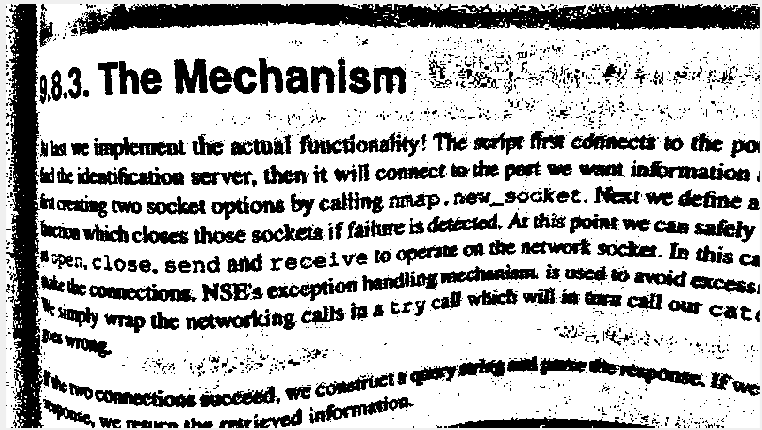 9.8.3. The Mechanism
At last we implement the actual functionality! The script first connects to the po
find the identification server, then it will connect to the port we want information
first creating two socket options by calling nmap.new_socket. Next we define a
function which closes those sockets if failure is detected. At this point we can safely
open, close, send and receive to operate on the network socket. In this ca
make the connections. NSE's exception handling mechanism. is used to avoid excess
We simply wrap the networking calls in a try call which will in turn call our catc
goes wrong.
If the two connections succeed, we construct a query string and parse the response. If we
response, we return the retrieved information.